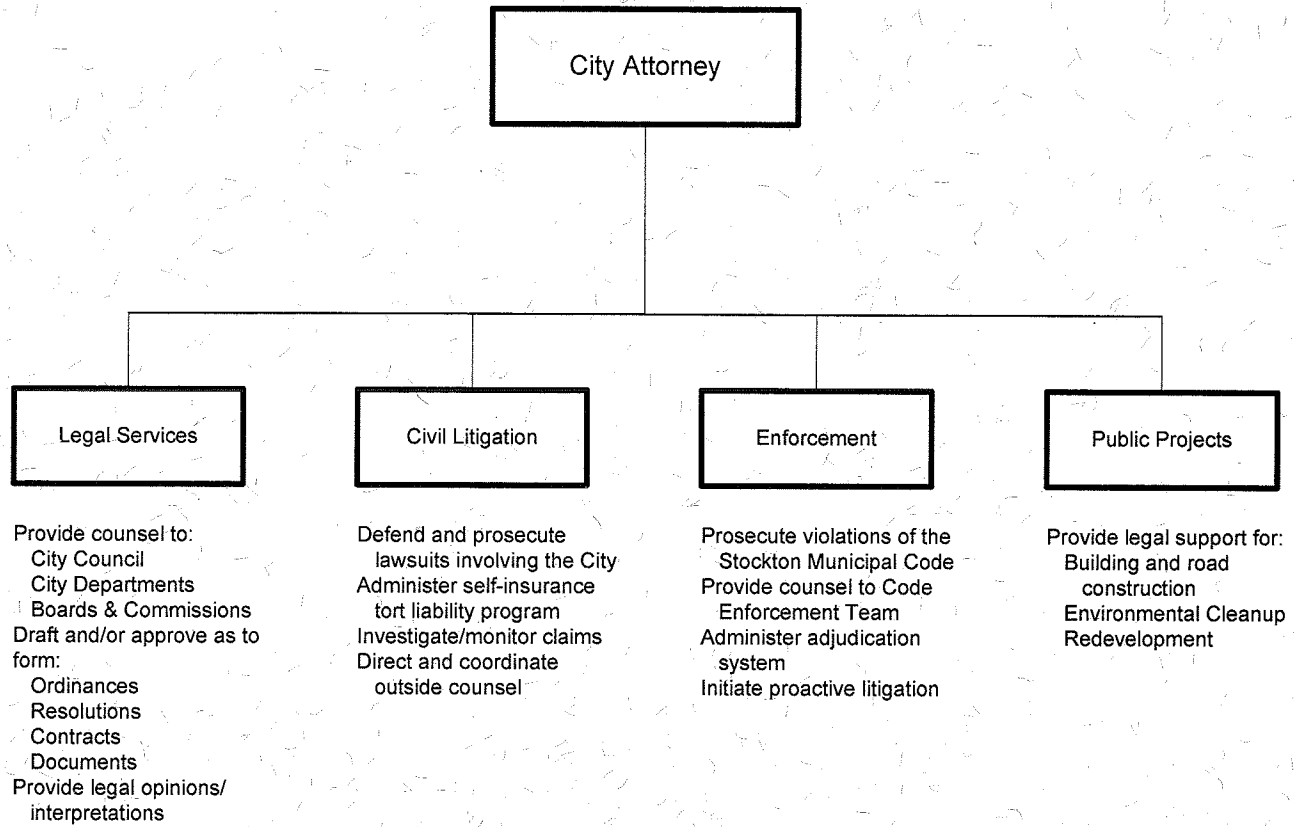 City Attorney
Legal Services
Civil Litigation
Enforcement
Public Projects
Provide counsel to:
City Council
City Departments
Boards & Commissions
Draft and/or approve as to
form:
Ordinances
Resolutions
Contracts
Documents
Provide legal opinions/
interpretations
Defend and prosecute
lawsuits involving the City
Administer self-insurance
tort liability program
Investigate/monitor claims
Direct and coordinate
outside counsel
Prosecute violations of the
Stockton Municipal Code
Provide counsel to Code
Enforcement Team
Administer adjudication
system
Initiate proactive litigation
Provide legal support for:
Building and road
construction
Environmental Cleanup
Redevelopment